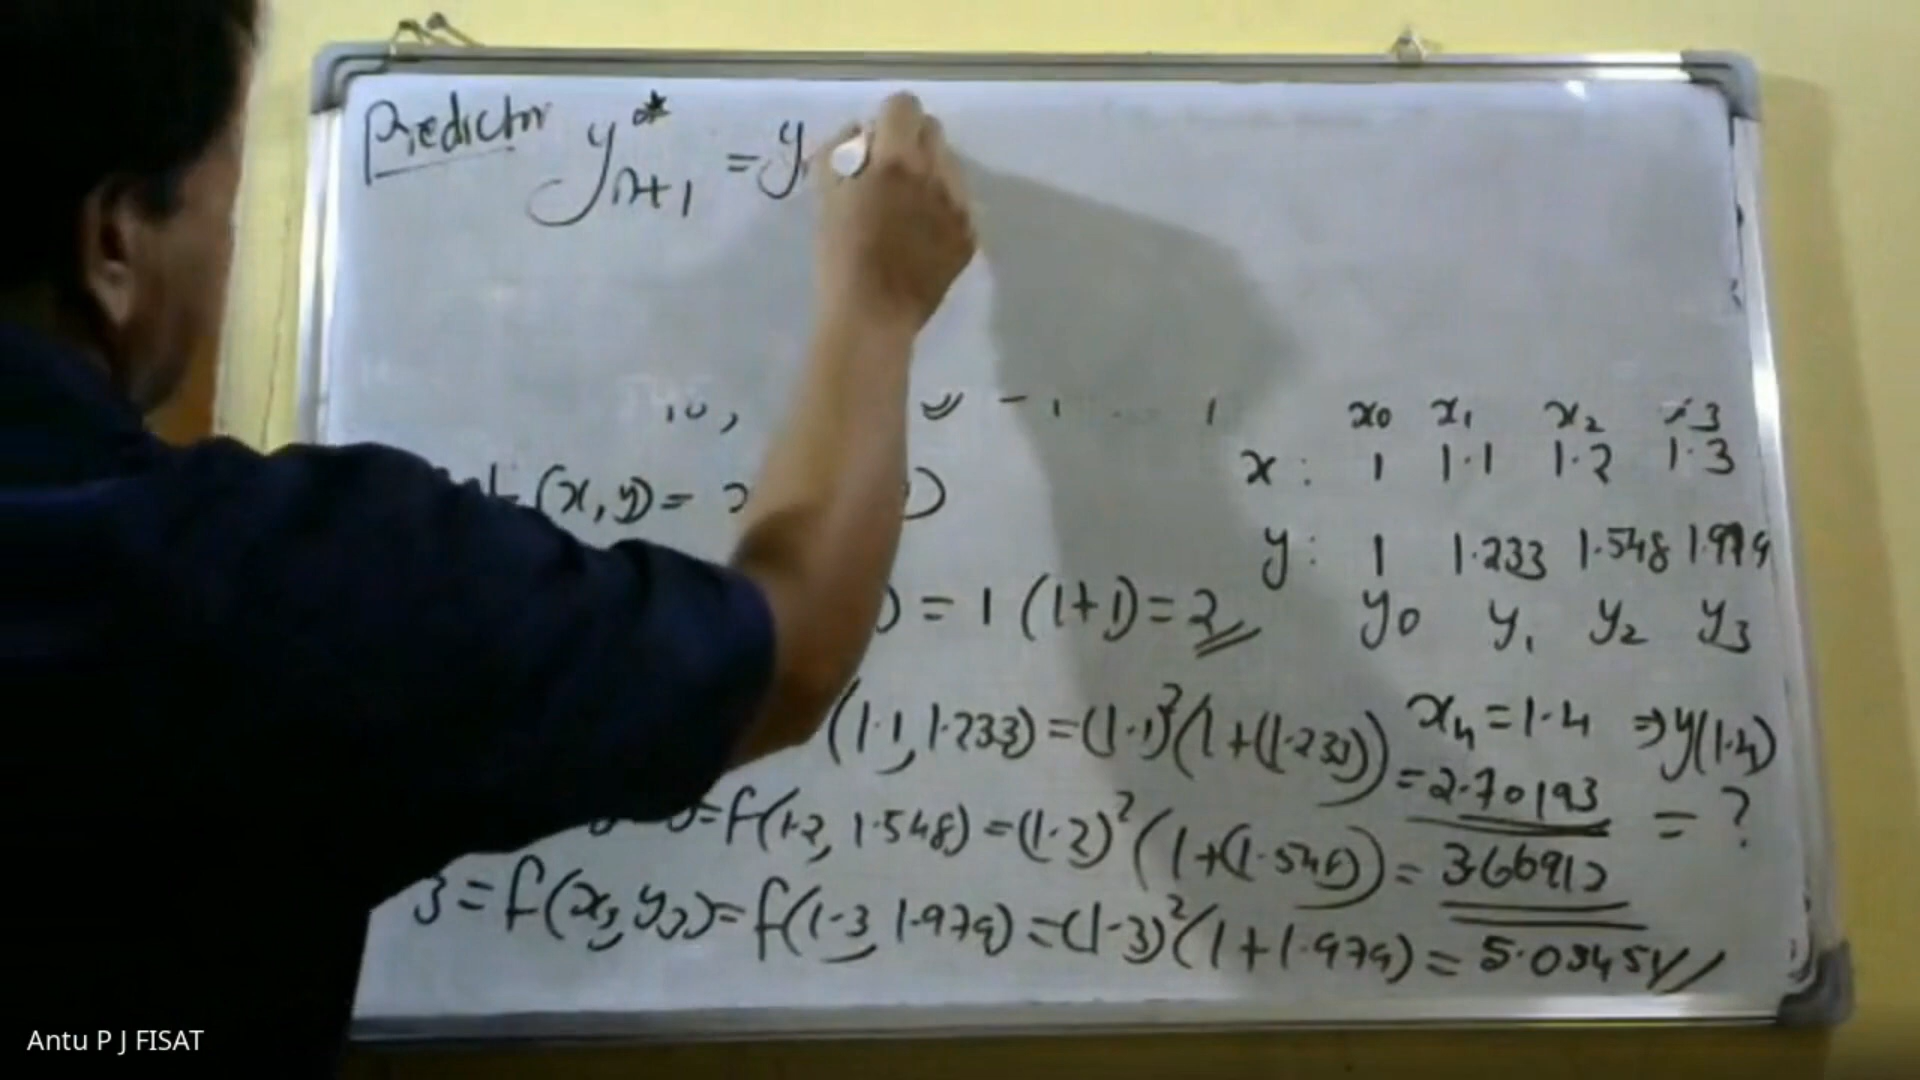 Predictor y*n+1 = y
x0 x1 x2 x3
x : 1 1.1 1.2 1.3
(x, y) =
y : 1 1.233 1.548 1.979
) = 1 (1+1) = 2
y0 y1 y2 y3
(1.1, 1.233) = (1.1)²(1+(1.233)) = 2.70193
x4 = 1.4 ⇒ y(1.4) = ?
= f(1.2, 1.548) = (1.2)²(1+(1.548)) = 3.66912
3 = f(x3, y3) = f(1.3, 1.979) = (1.3)²(1+1.979) = 5.03451
Antu P J FISAT